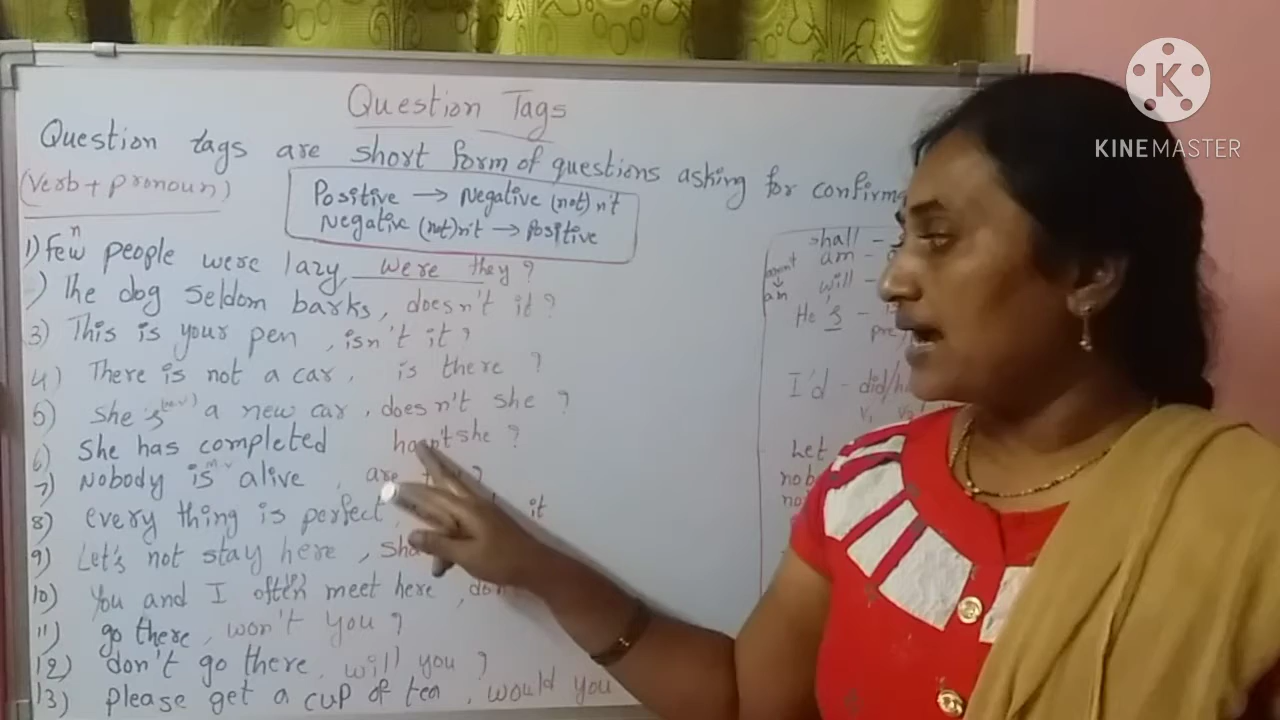 Question Tags
Question tags are short form of questions asking for confirma
(Verb + pronoun)
Positive → Negative (not) n't
Negative (not) n't → positive
1) Few n people were lazy were they?
) The dog seldom barks, doesn't it?
3) This is your pen, isn't it?
4) There is not a car, is there?
5) She's (m.v) a new car, doesn't she?
6) She has completed hasn't she?
7) Nobody is m.v alive, are ?
8) every thing is perfect, it
9) Let's not stay here, sha
10) You and I often meet here, don
11) go there, won't you?
12) don't go there, will you?
13) please get a cup of tea, would you
shall -
am -
will -
am
He's -
pre
I'd - did/h
V1
Let
nob
no
KINEMASTER